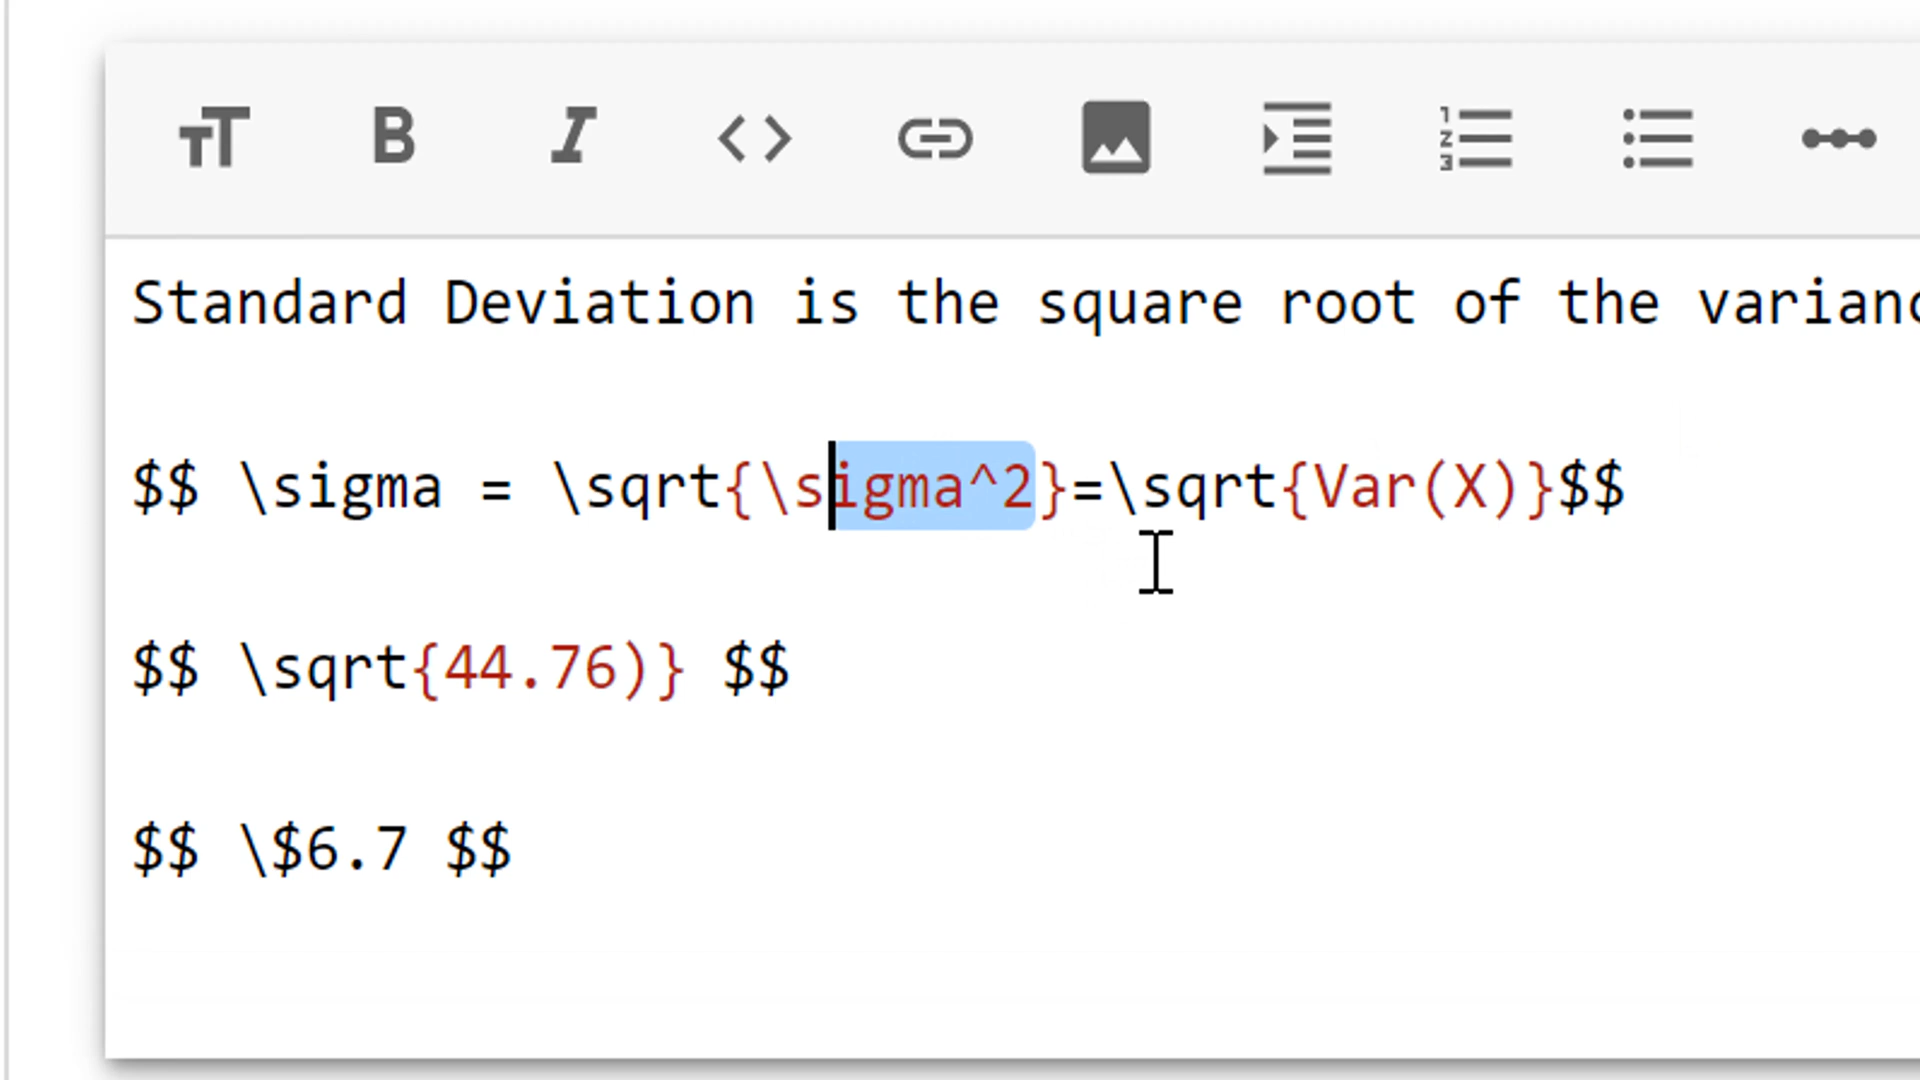 Standard Deviation is the square root of the
$$ \sigma = \sqrt{\sigma^2}=\sqrt{Var(X)}$$
$$ \sqrt{44.76)} $$
$$ \$6.7 $$